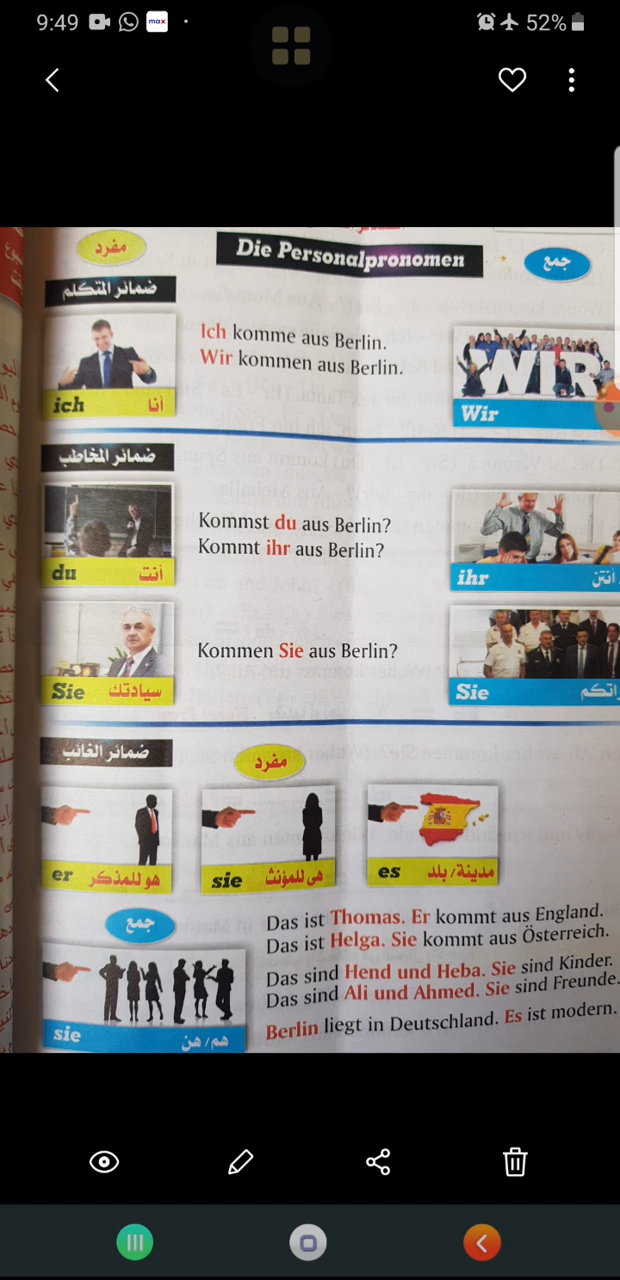 9:49
max
52%
مفرد
Die Personalpronomen
جمع
ضمائر المتكلم
Ich komme aus Berlin.
Wir kommen aus Berlin.
WIR
ich أنا
Wir
ضمائر المخاطب
Kommst du aus Berlin?
Kommt ihr aus Berlin?
du أنت
ihr أنتن
Kommen Sie aus Berlin?
Sie سيادتك
Sie
ضمائر الغائب
مفرد
er هو للمذكر
sie هى للمؤنث
es مدينة/بلد
جمع
Das ist Thomas. Er kommt aus England.
Das ist Helga. Sie kommt aus Österreich.
Das sind Hend und Heba. Sie sind Kinder.
Das sind Ali und Ahmed. Sie sind Freunde.
Berlin liegt in Deutschland. Es ist modern.
sie هم/هن